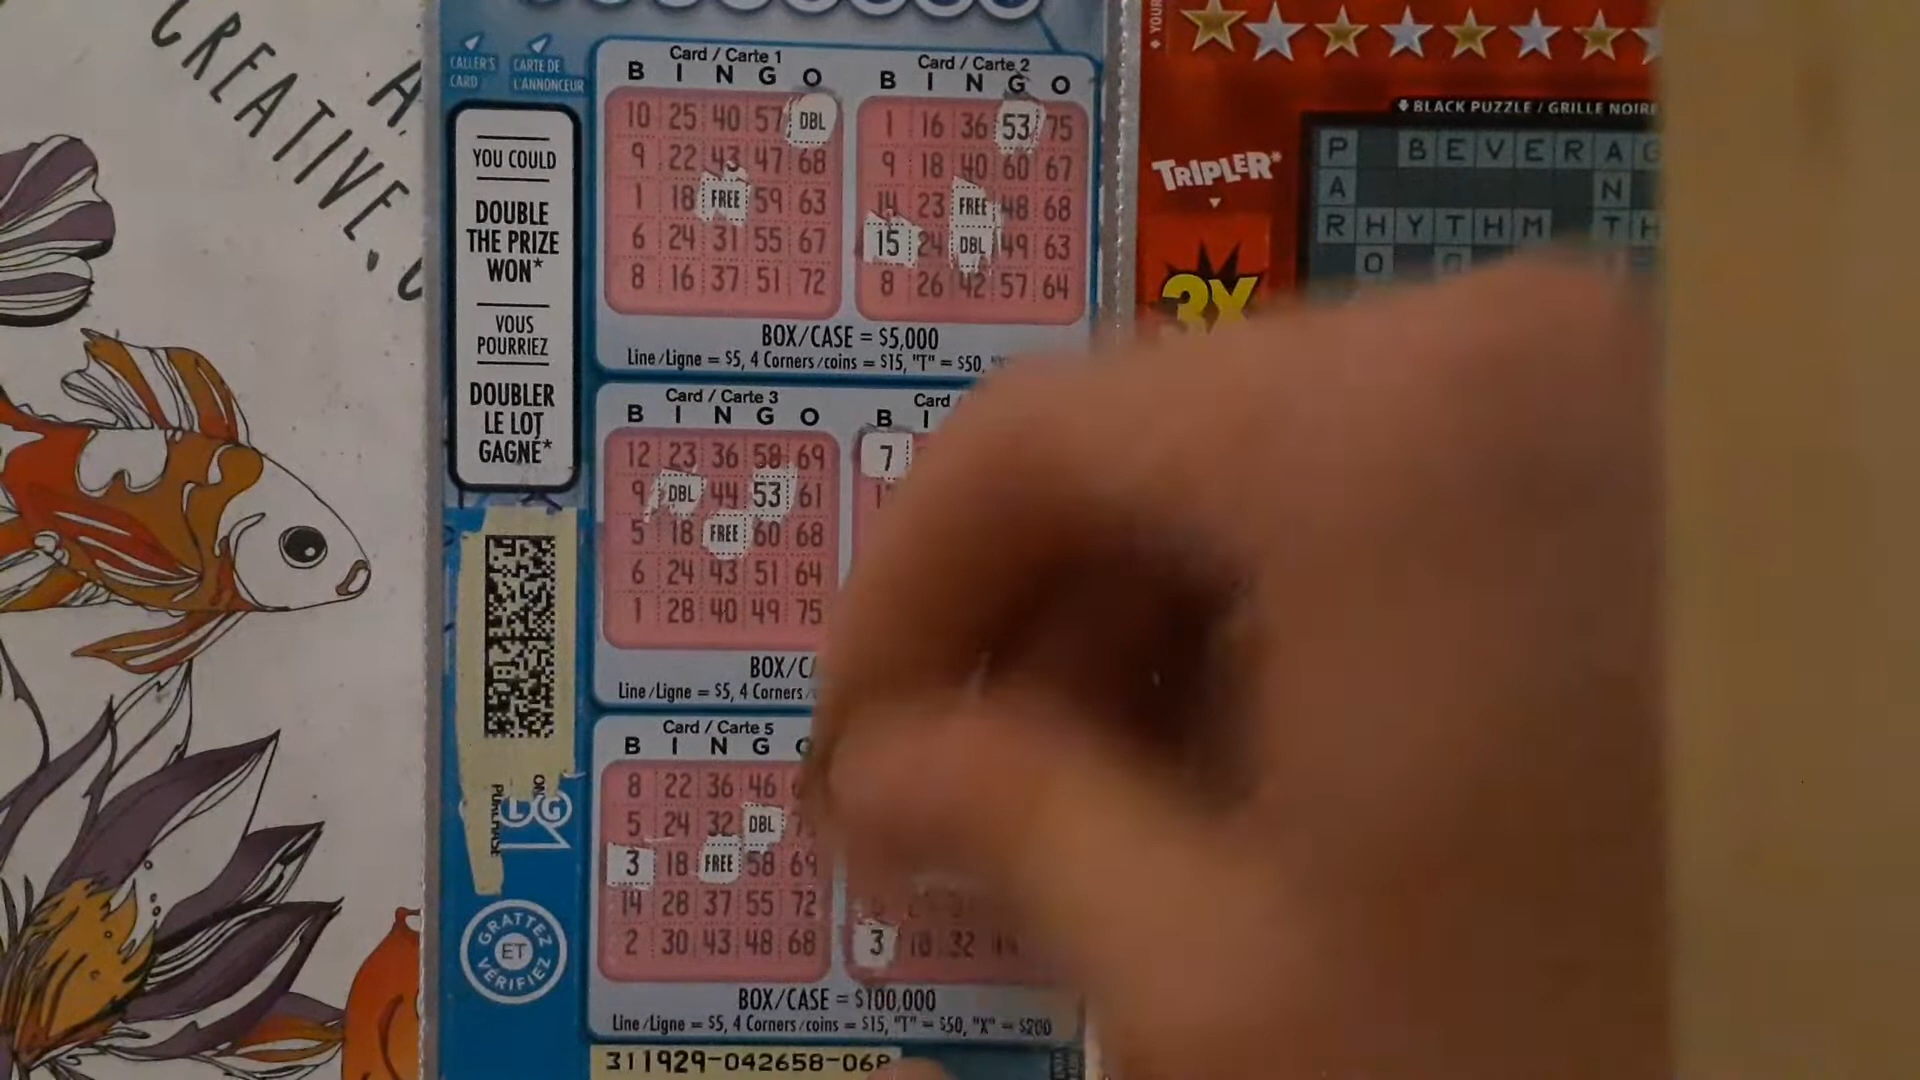 CREATIVE.
A.
CALLER'S
CARD
CARTE DE
L'ANNONCEUR
YOU COULD
DOUBLE
THE PRIZE
WON*
VOUS
POURRIEZ
DOUBLER
LE LOT
GAGNÉ*
GRATTEZ
ET
VÉRIFIEZ
Card / Carte 1
B I N G O
10 25 40 57 DBL
9 22 43 47 68
1 18 FREE 59 63
6 24 31 55 67
8 16 37 51 72
Card / Carte 2
B I N G O
1 16 36 53 75
9 18 40 60 67
14 23 FREE 48 68
15 24 DBL 49 63
8 26 42 57 64
BOX/CASE = $5,000
Line/Ligne = $5, 4 Corners/coins = $15, "T" = $50,
Card / Carte 3
B I N G O
12 23 36 58 69
9 DBL 44 53 61
5 18 FREE 60 68
6 24 43 51 64
1 28 40 49 75
Card
B I
7
Line/Ligne = $5, 4 Corners
Card / Carte 5
B I N G
8 22 36 46
5 24 32 DBL
3 18 FREE 58 69
14 28 37 55 72
2 30 43 48 68
3 18 32
BOX/CASE = $100,000
Line/Ligne = $5, 4 Corners/coins = $15, "T" = $50, "X" = $200
311929-042658-068
BLACK PUZZLE / GRILLE NOIRE
TRIPLER*
3X
P BEVERAG
A N
RHYTHM TH
O